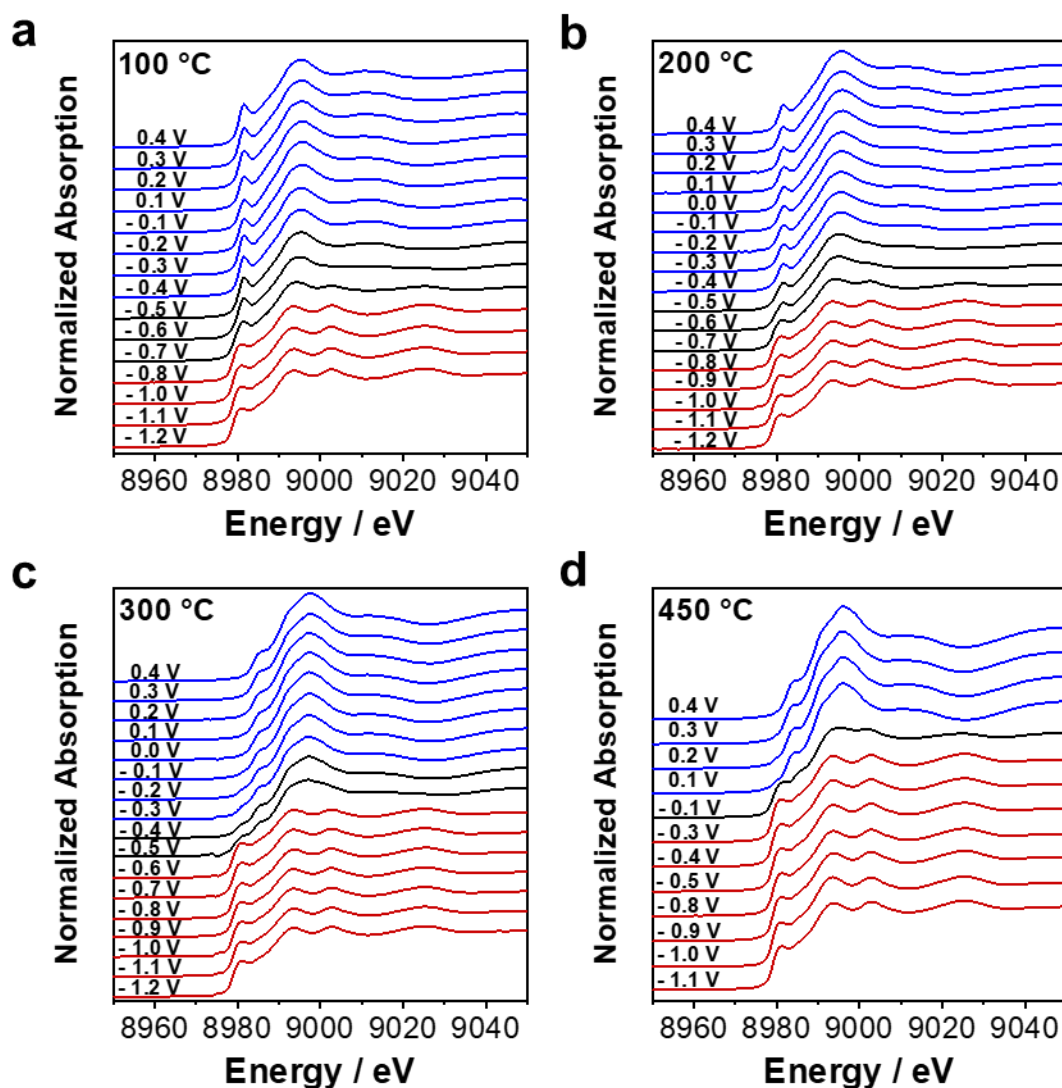 a
100 °C
Normalized Absorption
0.4 V
0.3 V
0.2 V
0.1 V
- 0.1 V
- 0.2 V
- 0.3 V
- 0.4 V
- 0.5 V
- 0.6 V
- 0.7 V
- 0.8 V
- 1.0 V
- 1.1 V
- 1.2 V
8960 8980 9000 9020 9040
Energy / eV
b
200 °C
Normalized Absorption
0.4 V
0.3 V
0.2 V
0.1 V
0.0 V
- 0.1 V
- 0.2 V
- 0.3 V
- 0.4 V
- 0.5 V
- 0.6 V
- 0.7 V
- 0.8 V
- 0.9 V
- 1.0 V
- 1.1 V
- 1.2 V
8960 8980 9000 9020 9040
Energy / eV
c
300 °C
Normalized Absorption
0.4 V
0.3 V
0.2 V
0.1 V
0.0 V
- 0.1 V
- 0.2 V
- 0.3 V
- 0.4 V
- 0.5 V
- 0.6 V
- 0.7 V
- 0.8 V
- 0.9 V
- 1.0 V
- 1.1 V
- 1.2 V
8960 8980 9000 9020 9040
Energy / eV
d
450 °C
Normalized Absorption
0.4 V
0.3 V
0.2 V
0.1 V
- 0.1 V
- 0.3 V
- 0.4 V
- 0.5 V
- 0.8 V
- 0.9 V
- 1.0 V
- 1.1 V
8960 8980 9000 9020 9040
Energy / eV